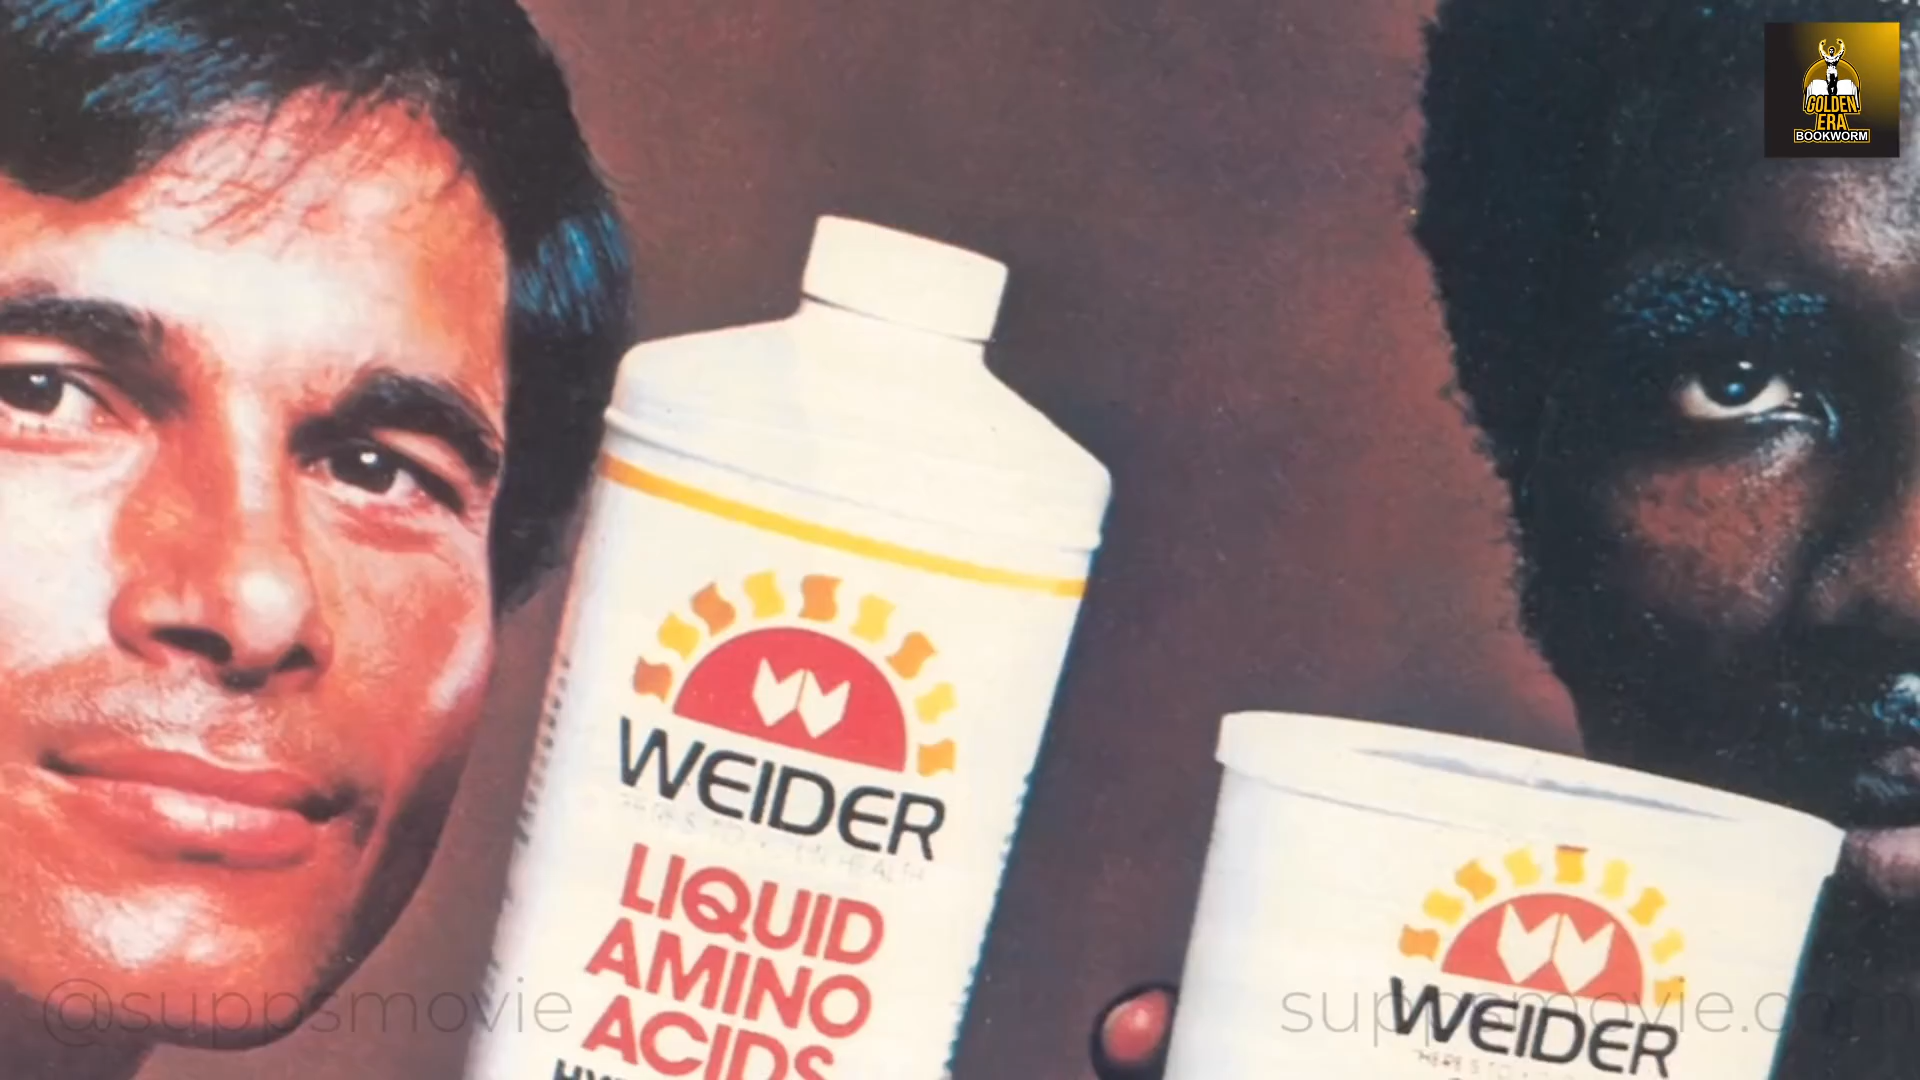 GOLDEN
ERA
BOOKWORM
WEIDER
LIQUID
AMINO
ACIDS
WEIDER
@suppsmovie
suppsmovie.com